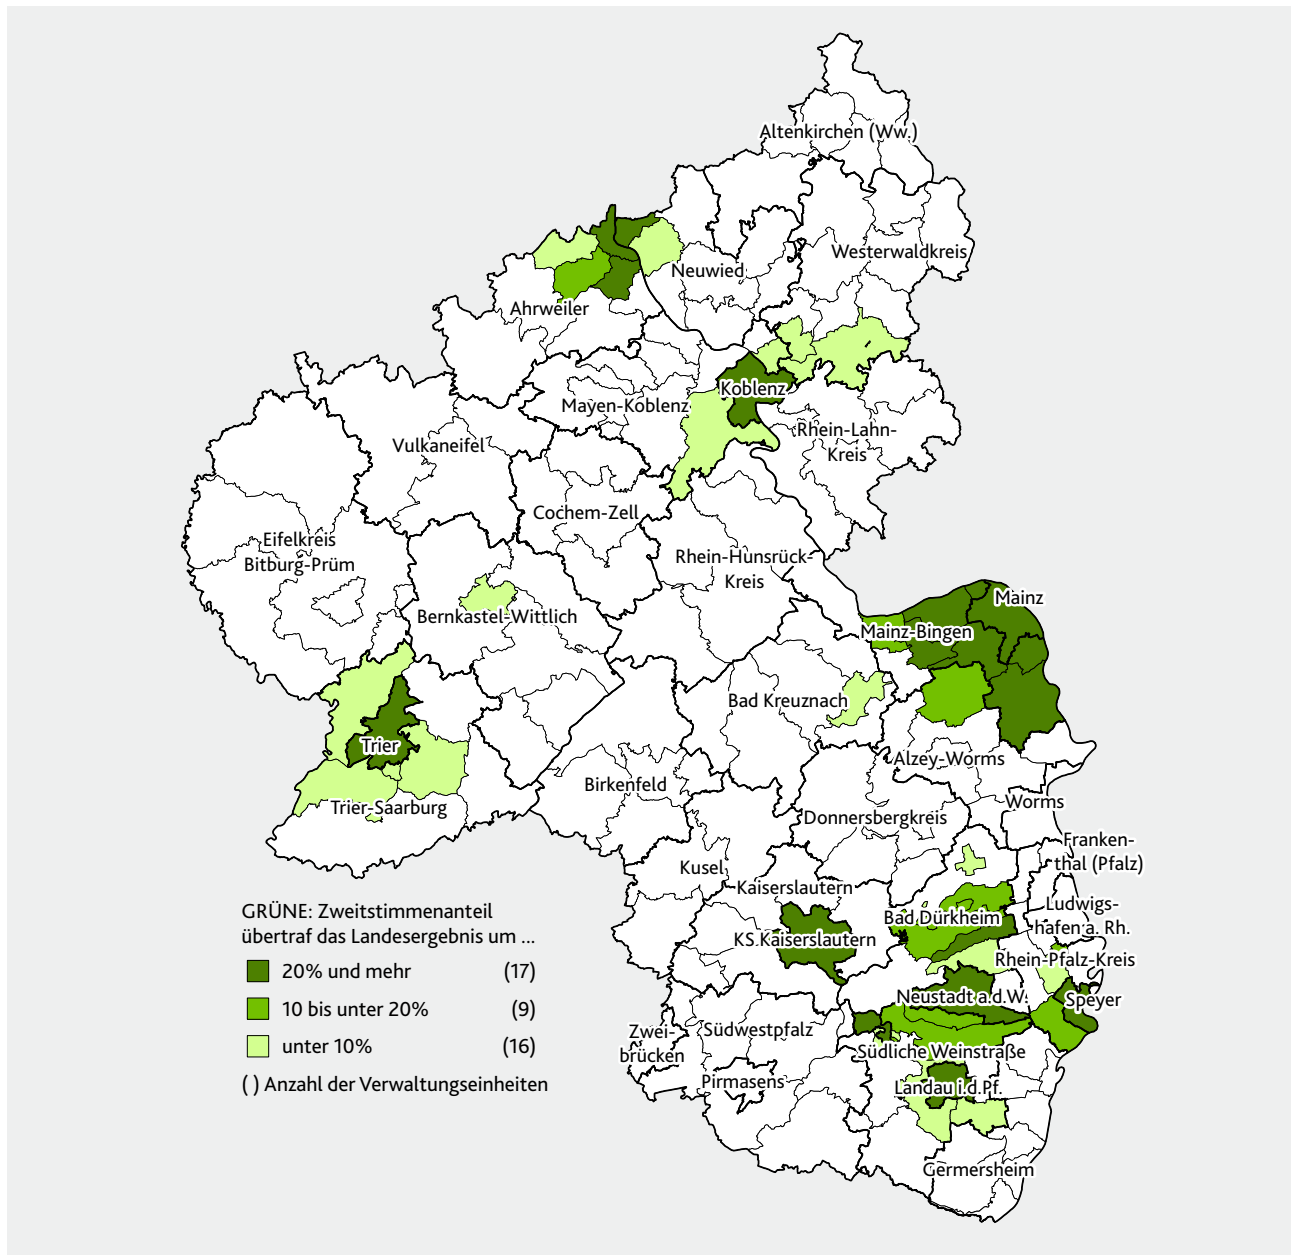 Altenkirchen (Ww.)
Westerwaldkreis
Neuwied
Ahrweiler
Koblenz
Mayen-Koblenz
Rhein-Lahn-
Kreis
Vulkaneifel
Cochem-Zell
Eifelkreis
Bitburg-Prüm
Rhein-Hunsrück-
Kreis
Bernkastel-Wittlich
Mainz
Mainz-Bingen
Bad Kreuznach
Trier
Alzey-Worms
Birkenfeld
Trier-Saarburg
Worms
Donnersbergkreis
Franken-
thal (Pfalz)
Kusel
Kaiserslautern
Ludwigs-
hafen a. Rh.
Bad Dürkheim
KS.Kaiserslautern
Rhein-Pfalz-Kreis
Neustadt a.d.W.
Speyer
Zwei-
brücken
Südwestpfalz
Südliche Weinstraße
Pirmasens
Landau i.d.Pf.
Germersheim
GRÜNE: Zweitstimmenanteil
übertraf das Landesergebnis um ...
20% und mehr (17)
10 bis unter 20% (9)
unter 10% (16)
( ) Anzahl der Verwaltungseinheiten